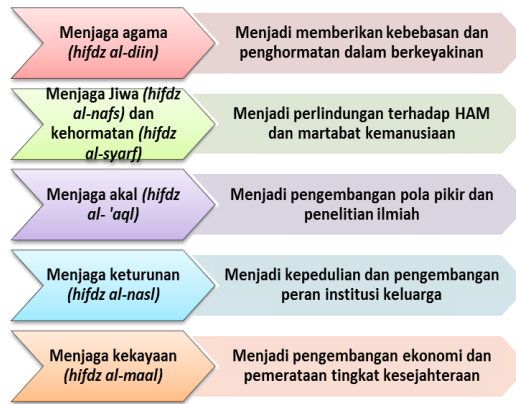 Menjaga agama
(hifdz al-diin)
Menjadi memberikan kebebasan dan
penghormatan dalam berkeyakinan
Menjaga Jiwa (hifdz
al-nafs) dan
kehormatan (hifdz
al-syarf)
Menjadi perlindungan terhadap HAM
dan martabat kemanusiaan
Menjaga akal (hifdz
al- 'aql)
Menjadi pengembangan pola pikir dan
penelitian ilmiah
Menjaga keturunan
(hifdz al-nasl)
Menjadi kepedulian dan pengembangan
peran institusi keluarga
Menjaga kekayaan
(hifdz al-maal)
Menjadi pengembangan ekonomi dan
pemerataan tingkat kesejahteraan